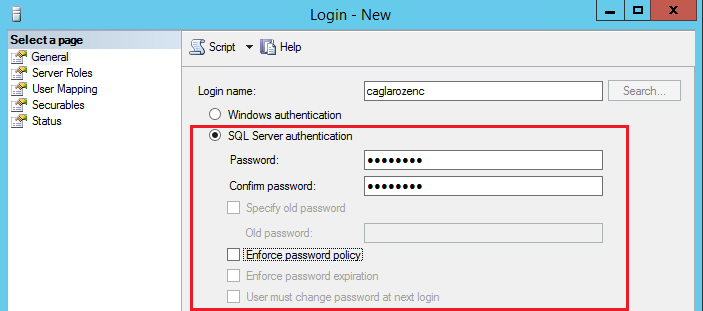 Login - New
Select a page
General
Server Roles
User Mapping
Securables
Status
Script Help
Login name: caglarozenc Search...
Windows authentication
SQL Server authentication
Password: ●●●●●●●●
Confirm password: ●●●●●●●●
Specify old password
Old password:
Enforce password policy
Enforce password expiration
User must change password at next login